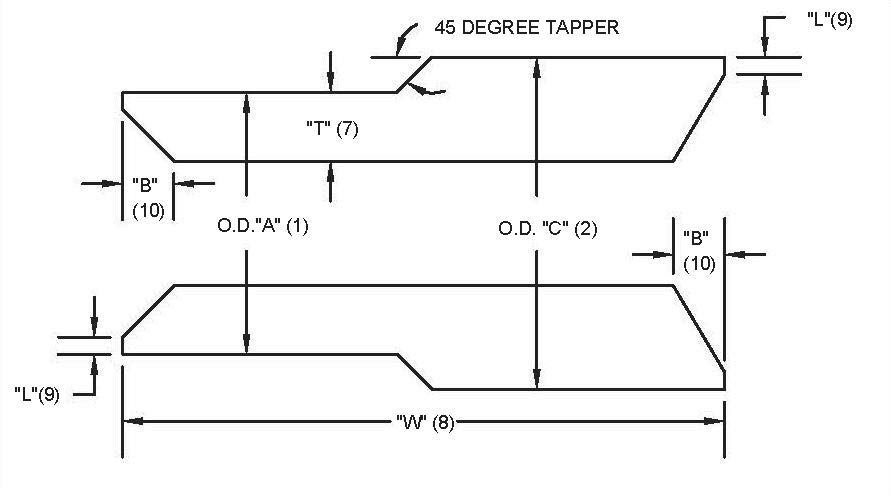 "L"(9)
45 DEGREE TAPPER
"T" (7)
"B"
(10)
O.D."A" (1)
O.D. "C" (2)
"B"
(10)
"L"(9)
"W" (8)